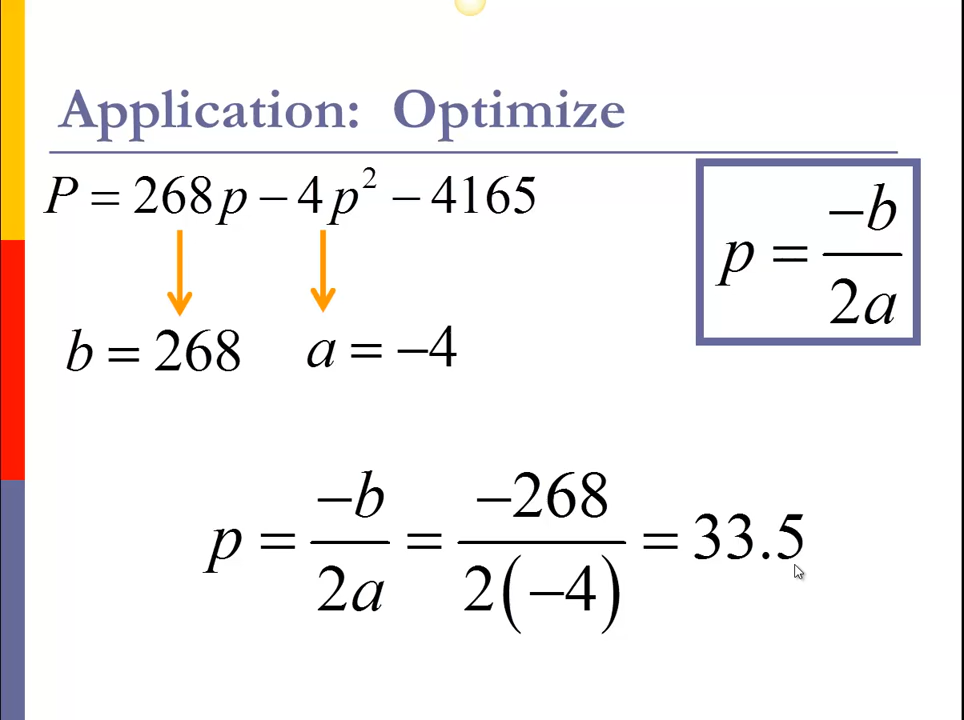 Application: Optimize
P = 268p − 4p² − 4165
p = −b / 2a
b = 268 a = −4
p = −b / 2a = −268 / 2(−4) = 33.5